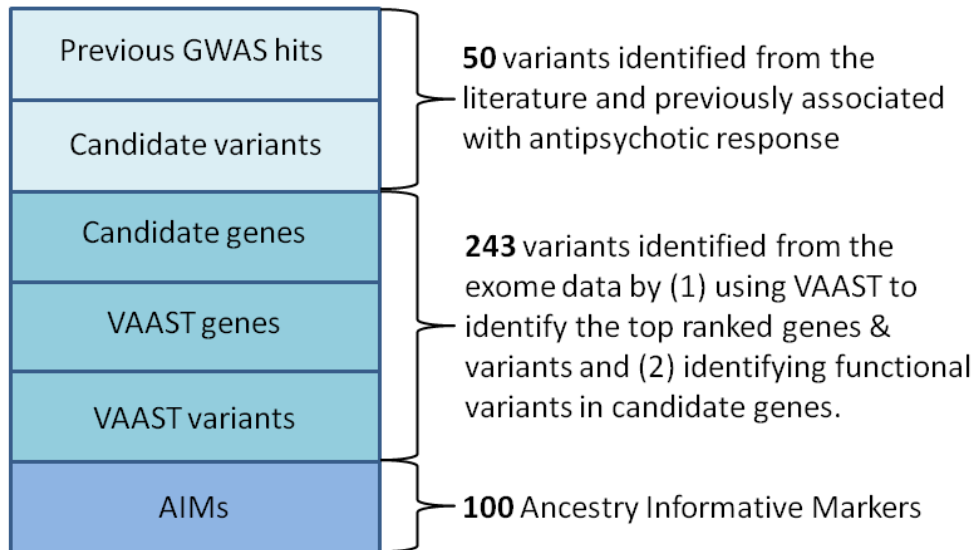 Previous GWAS hits
Candidate variants
50 variants identified from the
literature and previously associated
with antipsychotic response
Candidate genes
VAAST genes
VAAST variants
243 variants identified from the
exome data by (1) using VAAST to
identify the top ranked genes &
variants and (2) identifying functional
variants in candidate genes.
AIMs
100 Ancestry Informative Markers